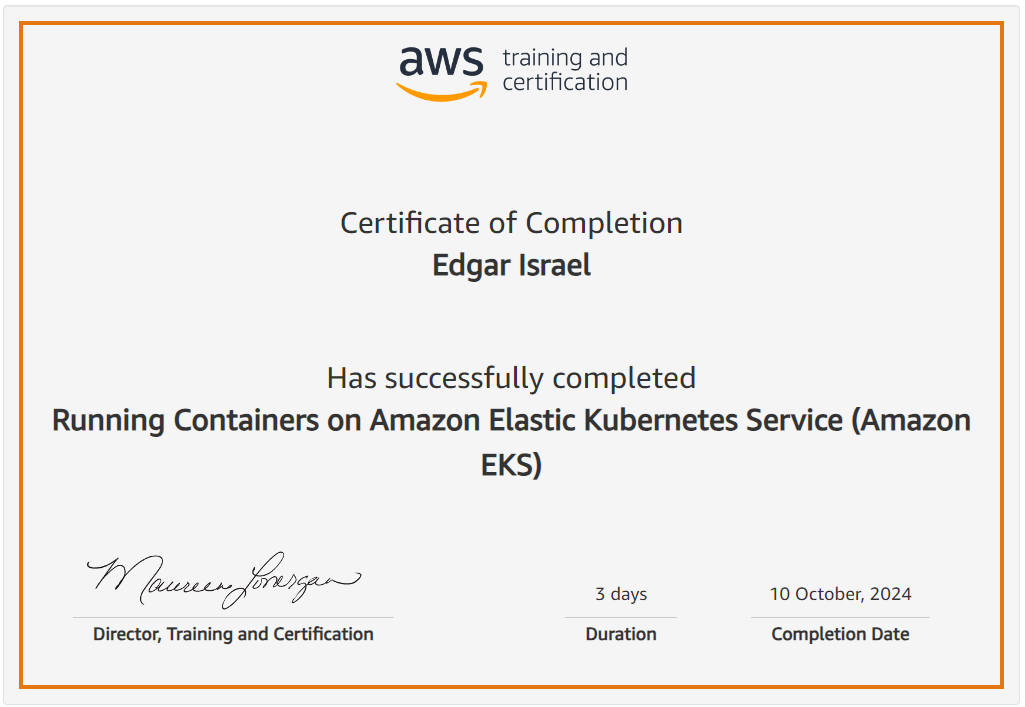 aws training and
certification
Certificate of Completion
Edgar Israel
Has successfully completed
Running Containers on Amazon Elastic Kubernetes Service (Amazon
EKS)
Maureen Lonergan
3 days
10 October, 2024
Director, Training and Certification
Duration
Completion Date